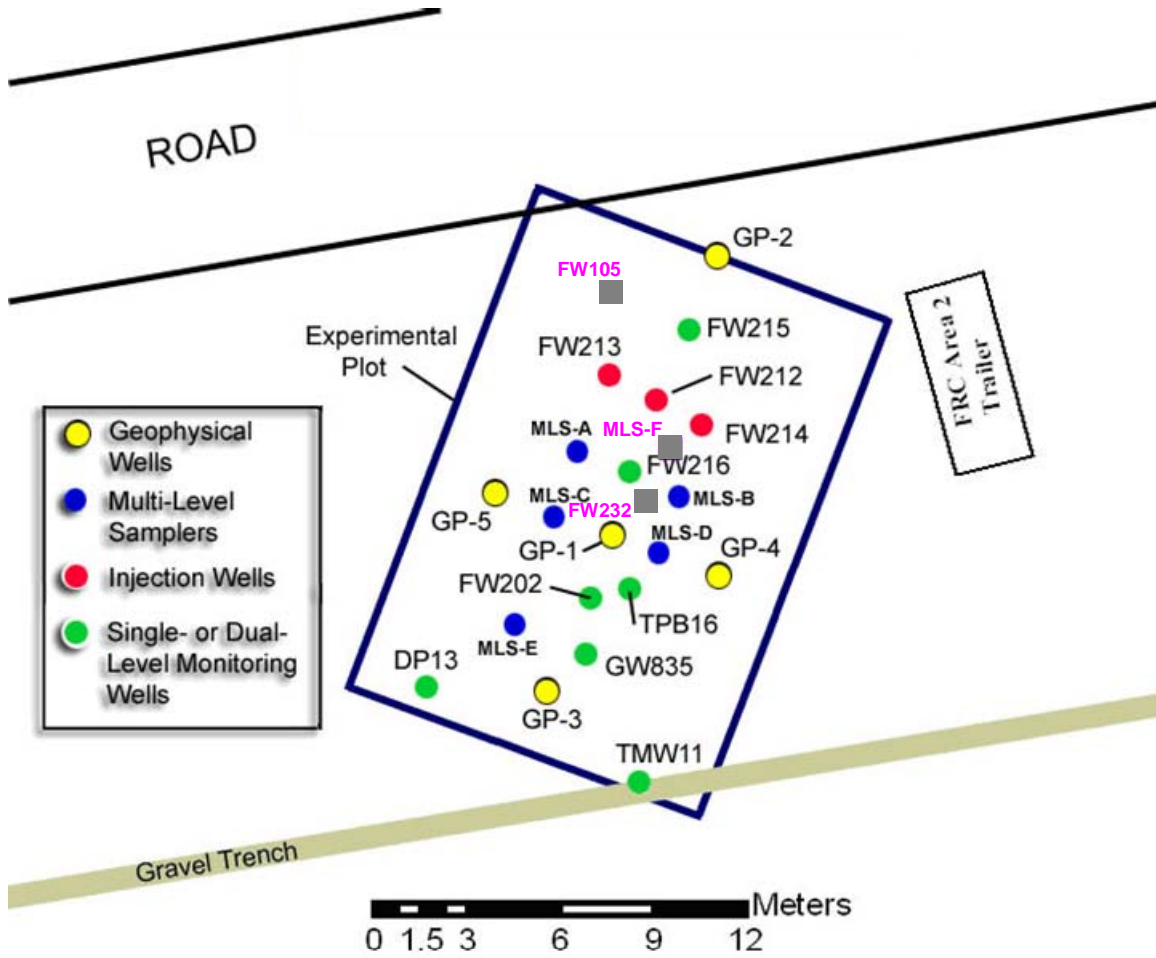 ROAD
GP-2
FW105
FW215
Experimental
Plot
FW213
FW212
FRC Area 2
Trailer
Geophysical
Wells
Multi-Level
Samplers
Injection Wells
Single- or Dual-
Level Monitoring
Wells
MLS-A
MLS-F
FW214
FW216
GP-5
MLS-C
FW232
MLS-B
GP-1
MLS-D
GP-4
FW202
TPB16
MLS-E
DP13
GW835
GP-3
TMW11
Gravel Trench
Meters
0 1.5 3 6 9 12